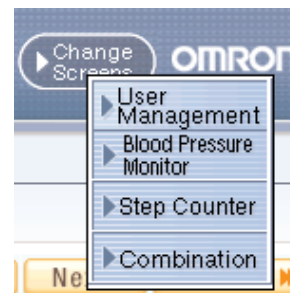 Change
Screens
OMRON
User
Management
Blood Pressure
Monitor
Step Counter
Combination
Ne